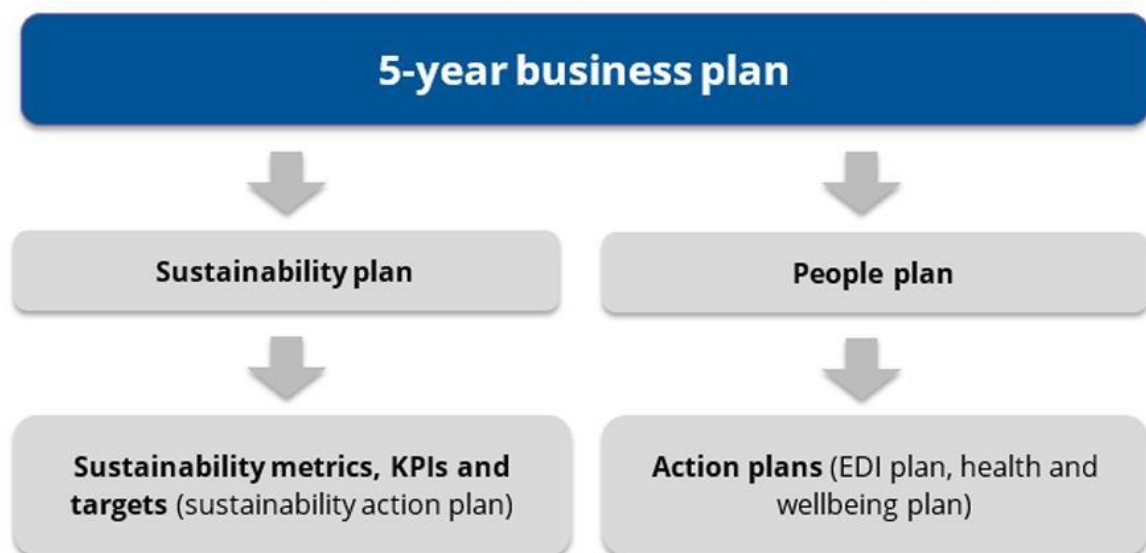 5-year business plan
Sustainability plan
People plan
Sustainability metrics, KPIs and
targets (sustainability action plan)
Action plans (EDI plan, health and
wellbeing plan)